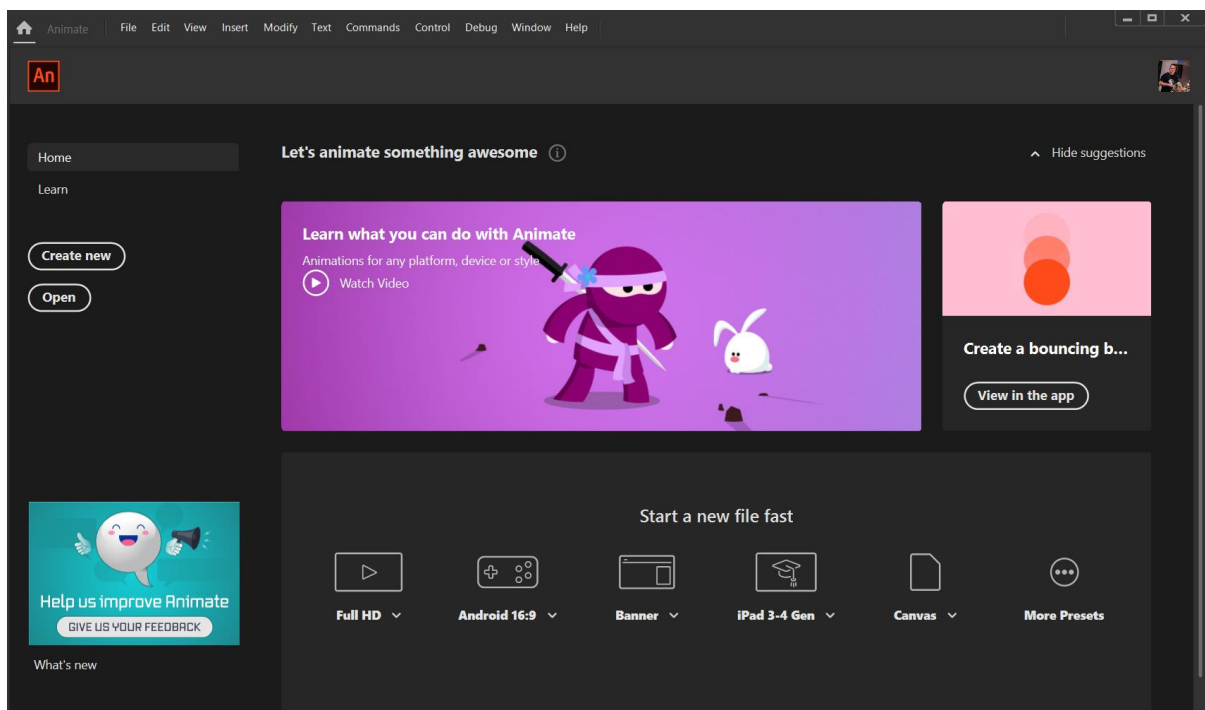 Animate File Edit View Insert Modify Text Commands Control Debug Window Help
An
Home
Learn
Create new
Open
Let's animate something awesome
Hide suggestions
Learn what you can do with Animate
Animations for any platform, device or style
Watch Video
Create a bouncing b...
View in the app
Start a new file fast
Full HD
Android 16:9
Banner
iPad 3-4 Gen
Canvas
More Presets
Help us improve Animate
GIVE US YOUR FEEDBACK
What's new